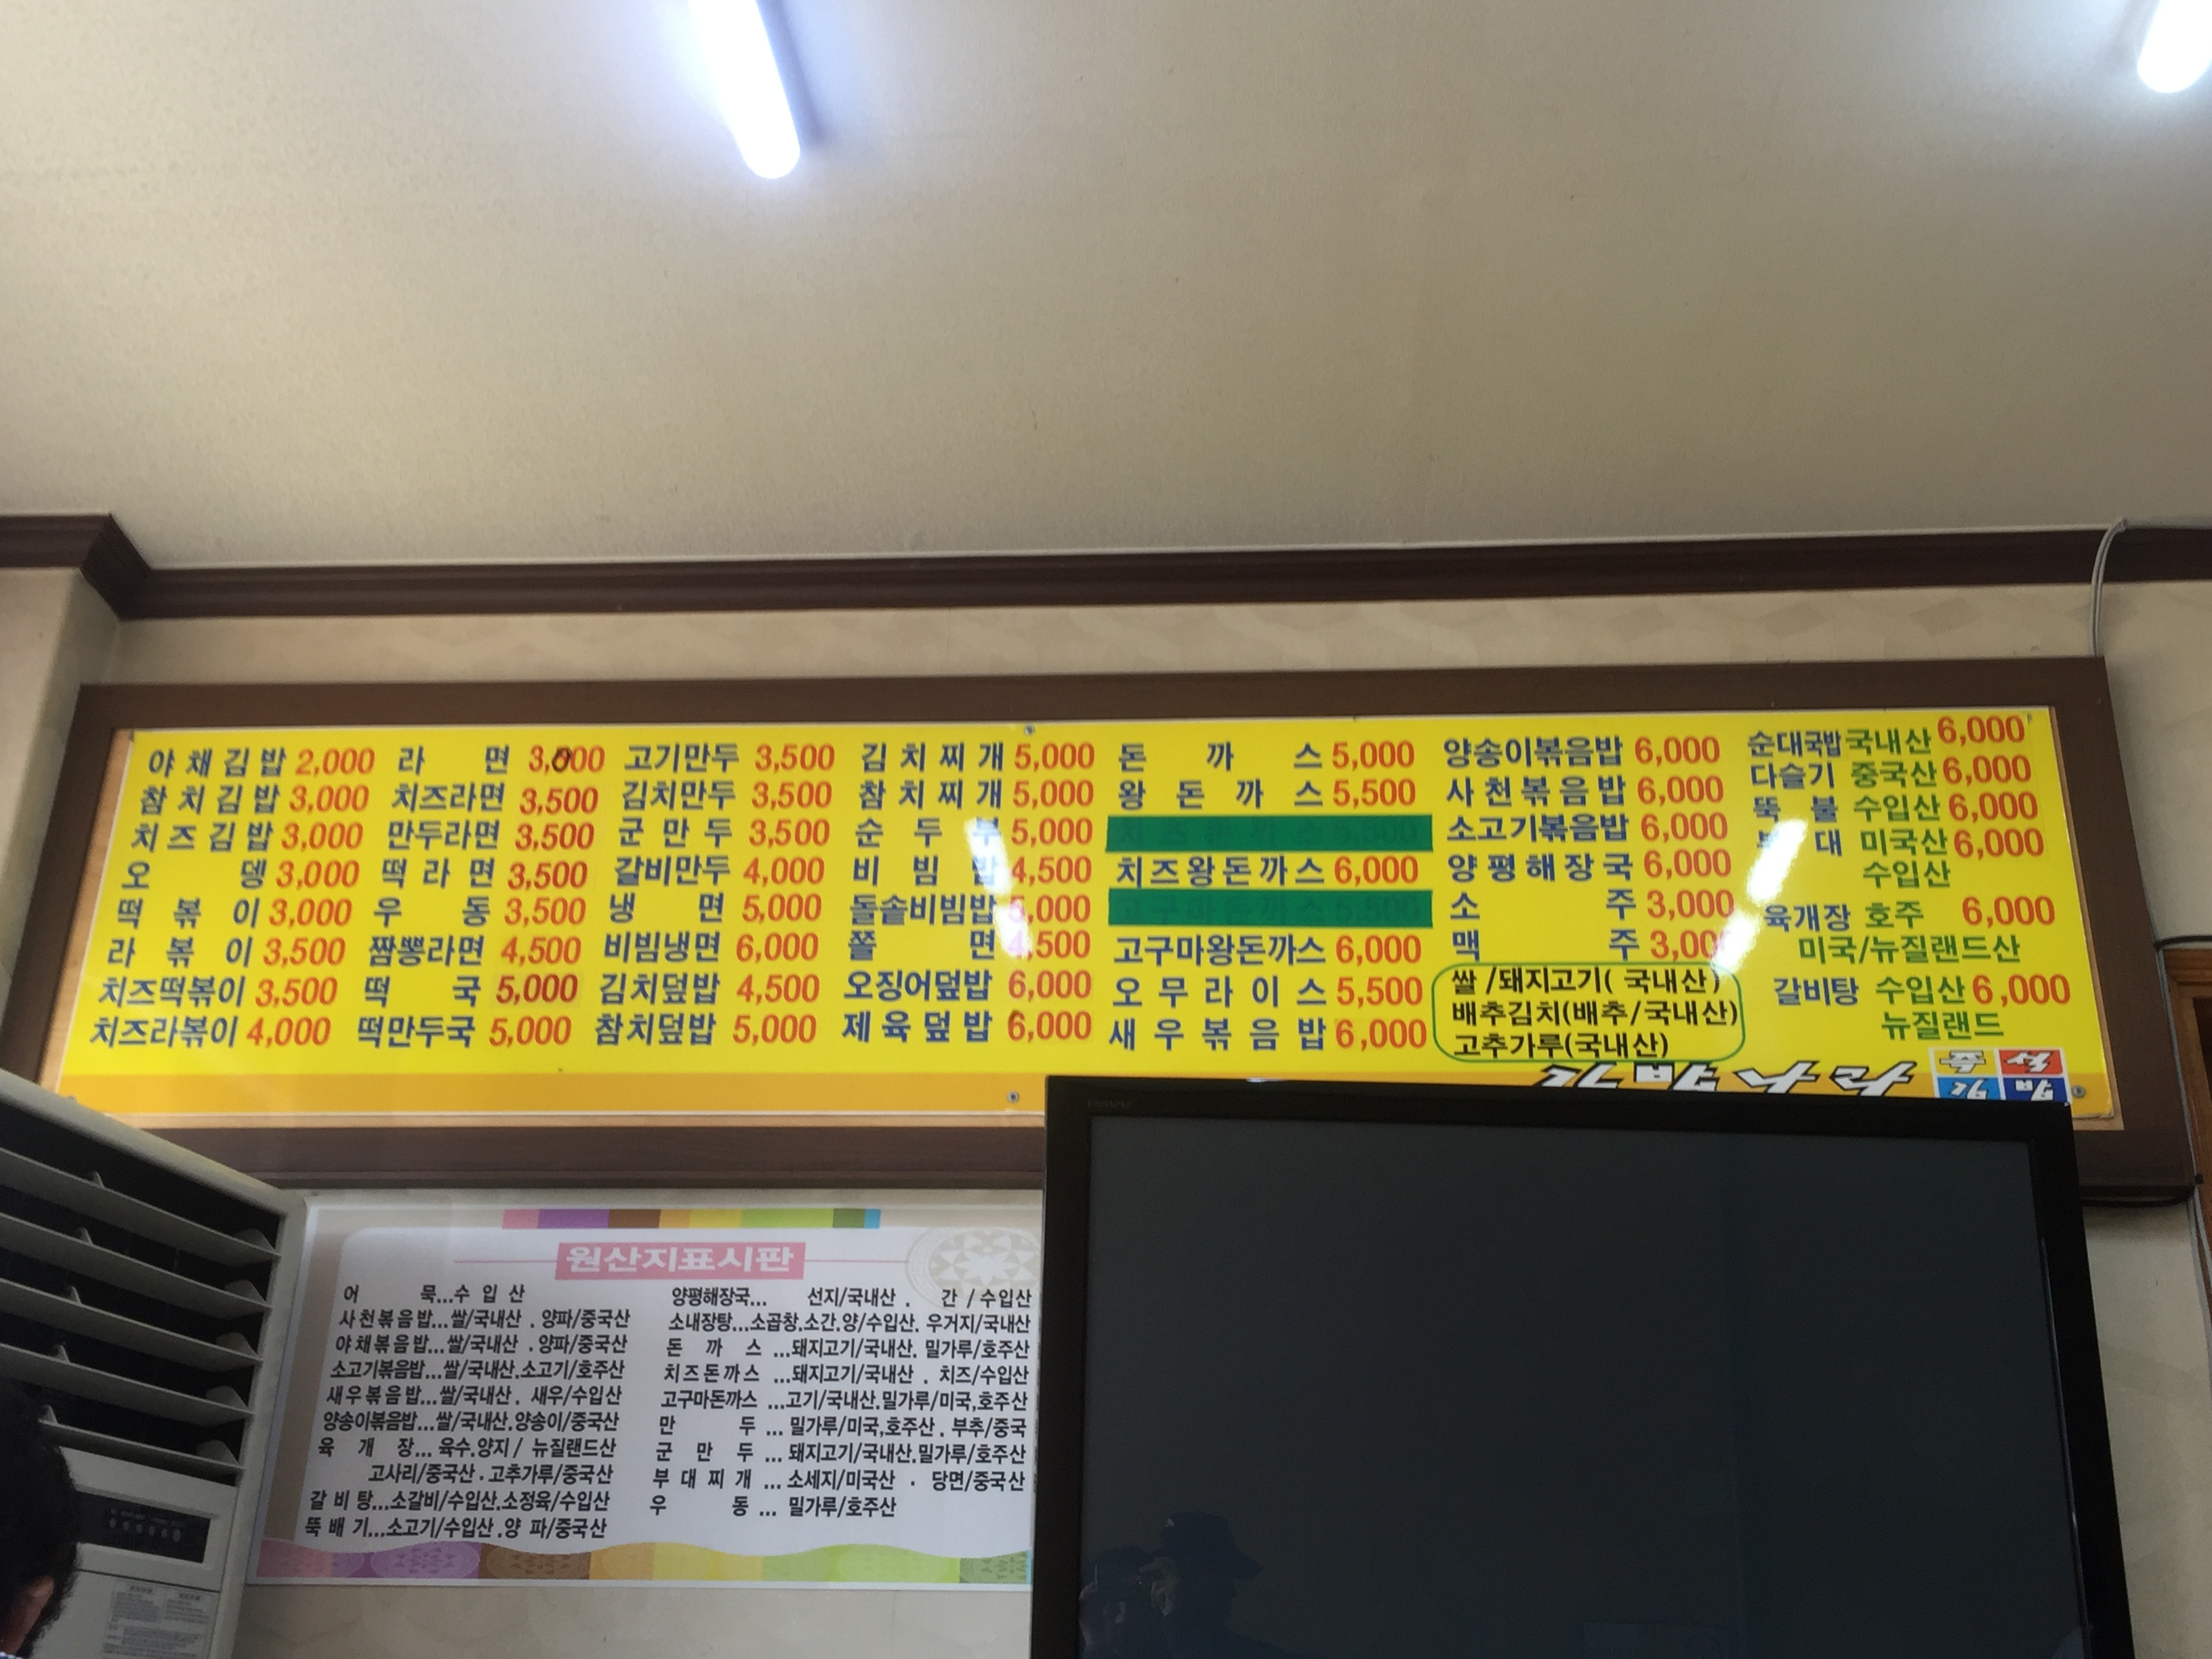 야채김밥 2,000
참치김밥 3,000
치즈김밥 3,000
오뎅 3,000
떡볶이 3,000
라볶이 3,500
치즈떡볶이 3,500
치즈라볶이 4,000
라면 3,000
치즈라면 3,500
만두라면 3,500
떡라면 3,500
우동 3,500
짬뽕라면 4,500
떡국 5,000
떡만두국 5,000
고기만두 3,500
김치만두 3,500
군만두 3,500
갈비만두 4,000
냉면 5,000
비빔냉면 6,000
김치덮밥 4,500
참치덮밥 5,000
김치찌개 5,000
참치찌개 5,000
순두부 5,000
비빔밥 4,500
돌솥비빔밥 5,000
쫄면 4,500
오징어덮밥 6,000
제육덮밥 6,000
돈까스 5,000
왕돈까스 5,500
치즈왕돈까스 6,000
고구마돈까스 5,500
고구마왕돈까스 6,000
오무라이스 5,500
새우볶음밥 6,000
양송이볶음밥 6,000
사천볶음밥 6,000
소고기볶음밥 6,000
양평해장국 6,000
소주 3,000
맥주 3,000
쌀/돼지고기( 국내산)
배추김치(배추/국내산)
고추가루(국내산)
순대국밥 국내산 6,000
다슬기 중국산 6,000
뚝불 수입산 6,000
부대 미국산 6,000
수입산
육개장 호주 6,000
미국/뉴질랜드산
갈비탕 수입산 6,000
뉴질랜드
원산지표시판
어묵...수입산
사천볶음밥...쌀/국내산 . 양파/중국산
야채볶음밥...쌀/국내산 . 양파/중국산
소고기볶음밥...쌀/국내산.소고기/호주산
새우볶음밥...쌀/국내산 . 새우/수입산
양송이볶음밥...쌀/국내산.양송이/중국산
육개장... 육수.양지 / 뉴질랜드산
고사리/중국산 . 고추가루/중국산
갈비탕...소갈비/수입산.소정육/수입산
뚝배기...소고기/수입산 .양파/중국산
양평해장국... 선지/국내산 . 간 / 수입산
소내장탕...소곱창.소간.양/수입산. 우거지/국내산
돈까스 ...돼지고기/국내산. 밀가루/호주산
치즈돈까스 ...돼지고기/국내산 . 치즈/수입산
고구마돈까스 ...고기/국내산.밀가루/미국,호주산
만두 ... 밀가루/미국,호주산 . 부추/중국
군만두 ... 돼지고기/국내산.밀가루/호주산
부대찌개 ... 소세지/미국산 . 당면/중국산
우동 ... 밀가루/호주산